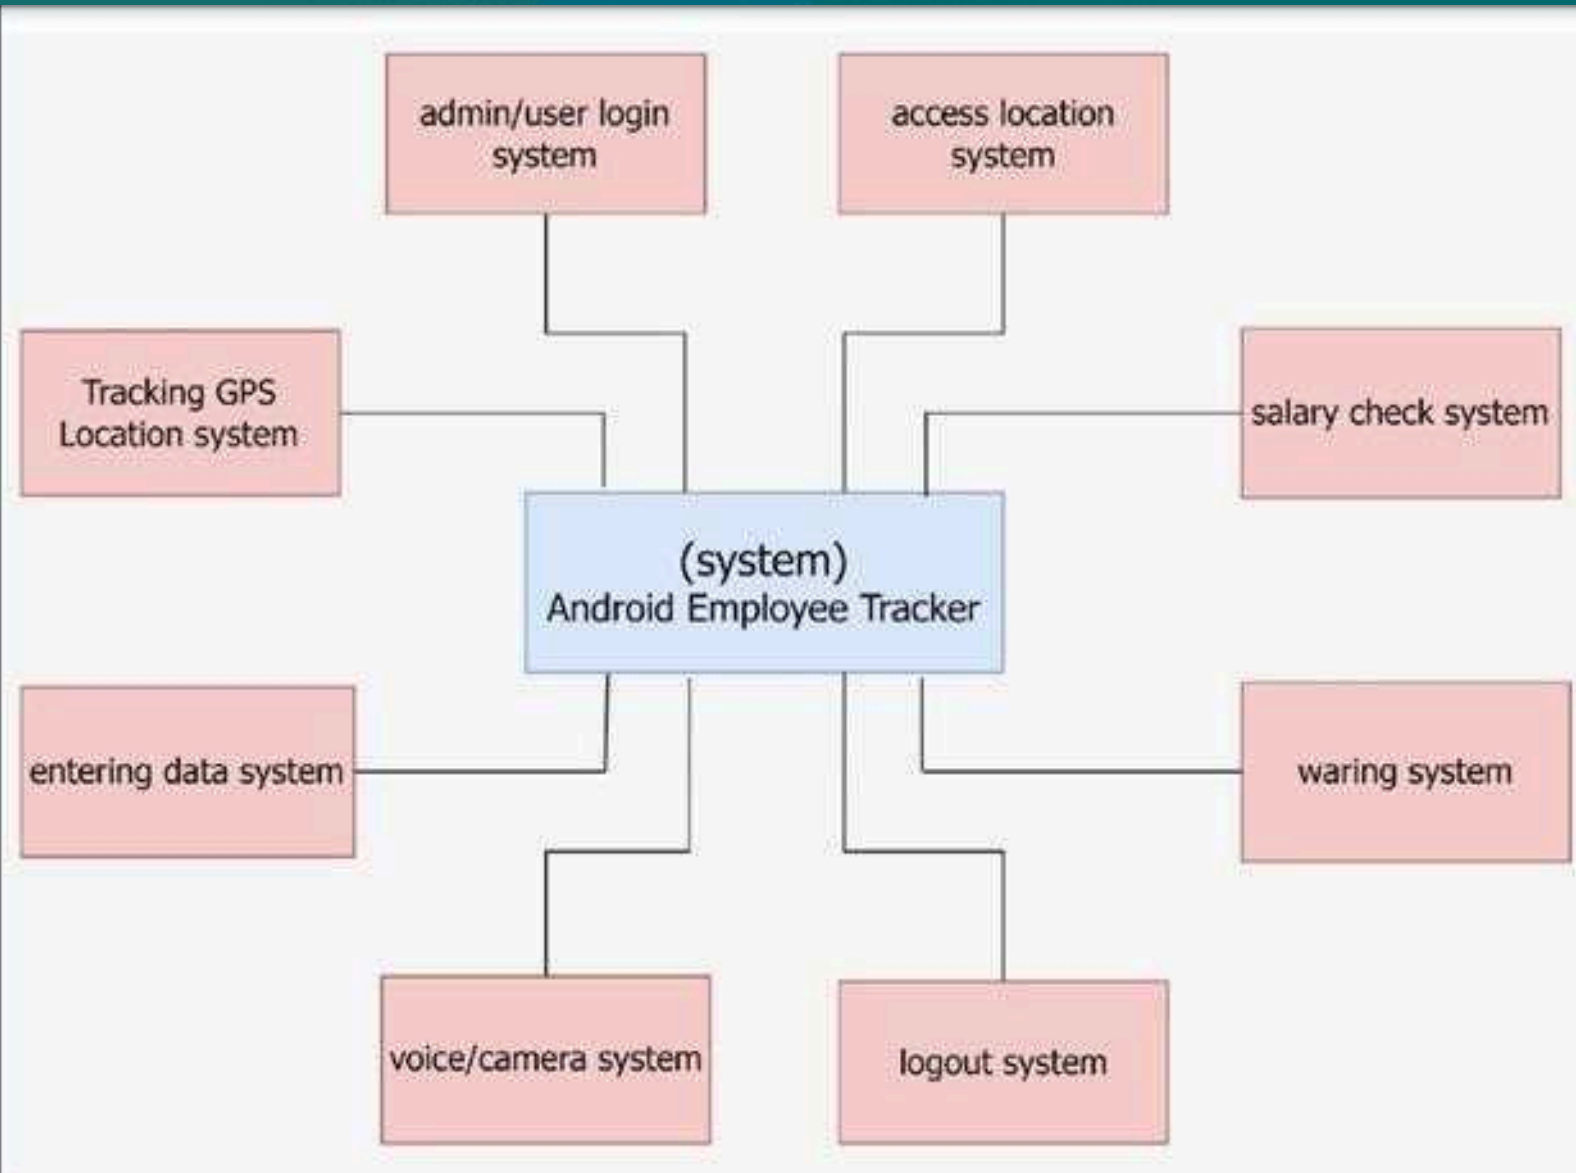 admin/user login
system
access location
system
Tracking GPS
Location system
salary check system
(system)
Android Employee Tracker
entering data system
waring system
voice/camera system
logout system